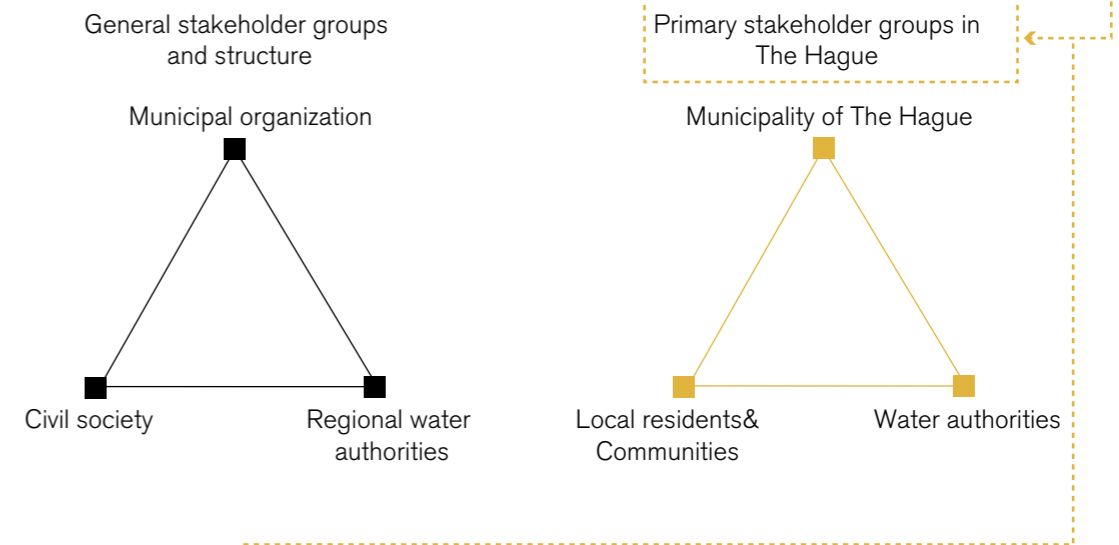 General stakeholder groups
and structure
Municipal organization
Civil society
Regional water
authorities
Primary stakeholder groups in
The Hague
Municipality of The Hague
Local residents&
Communities
Water authorities